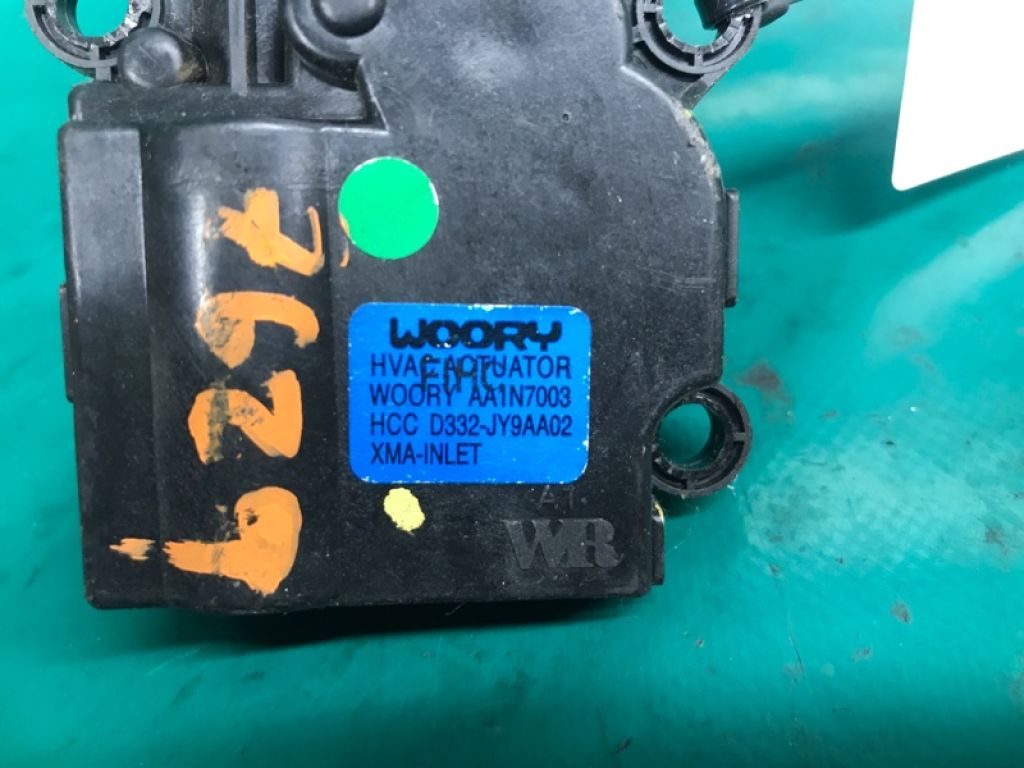 WOORY
HVAC ACTUATOR
WOORY AA1N7003
HCC D332-JY9AA02
XMA-INLET
WR